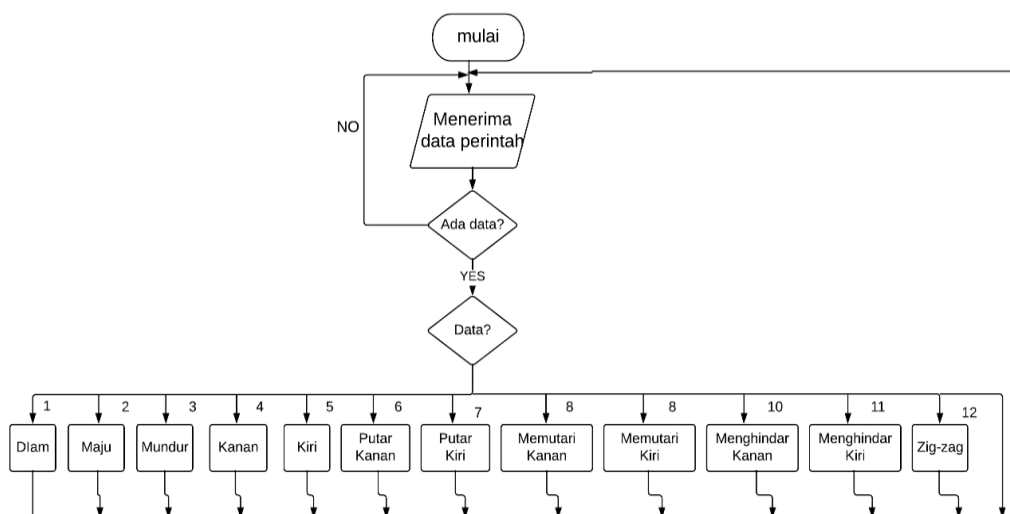 mulai
NO
Menerima
data perintah
Ada data?
YES
Data?
1
2
3
4
5
6
7
8
8
10
11
12
DIam
Maju
Mundur
Kanan
Kiri
Putar
Kanan
Putar
Kiri
Memutari
Kanan
Memutari
Kiri
Menghindar
Kanan
Menghindar
Kiri
Zig-zag